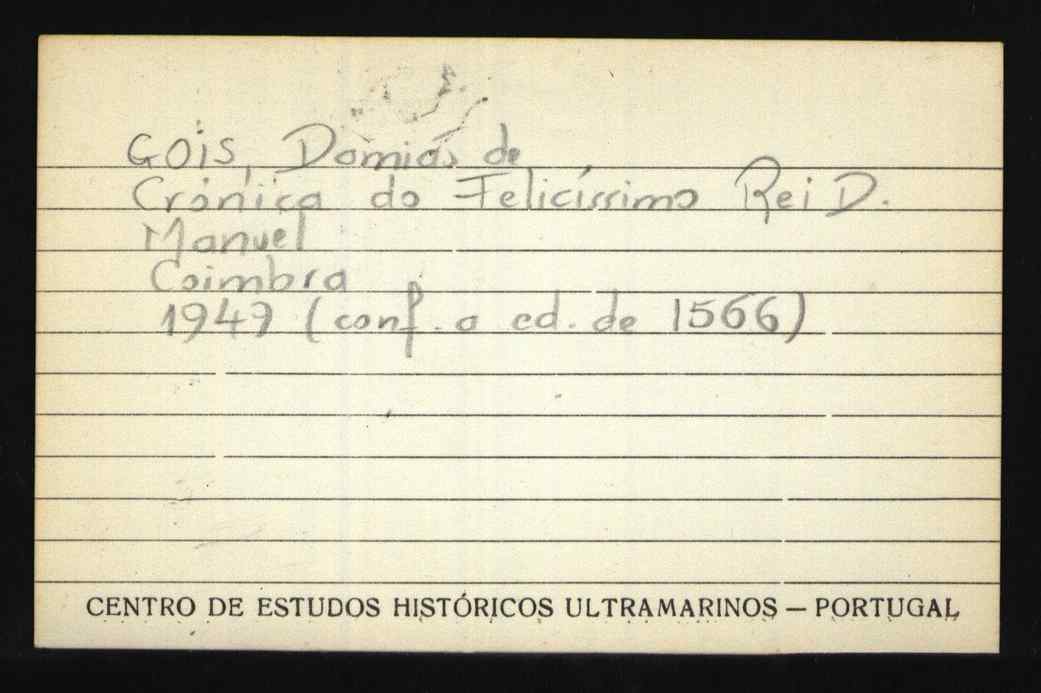 GOIS, Damião de
Crónica do Felicíssimo Rei D.
Manuel
Coimbra
1949 (conf. a ed. de 1566)
CENTRO DE ESTUDOS HISTÓRICOS ULTRAMARINOS — PORTUGAL